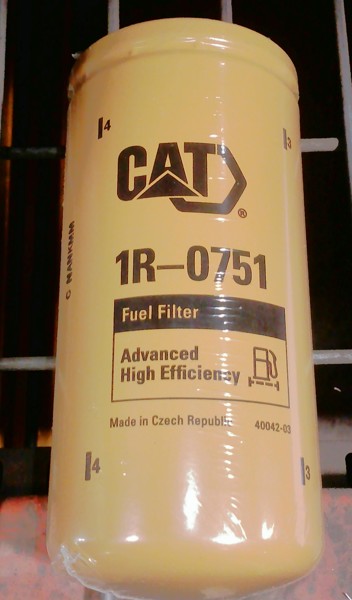 4
3
CAT®
1R-0751
Fuel Filter
Advanced
High Efficiency
Made in Czech Republic
40042-03
4
3